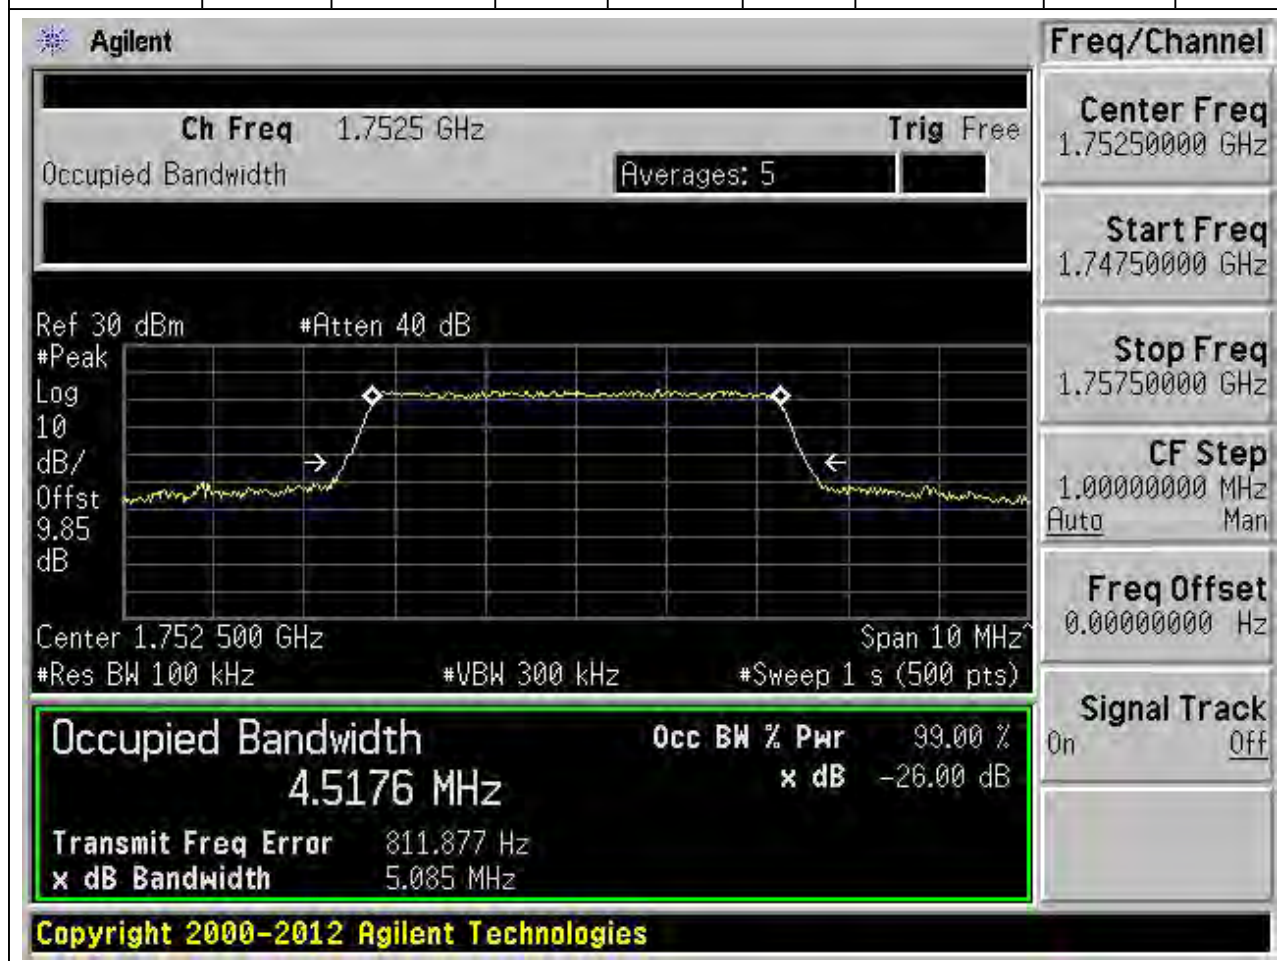 Agilent
Freq/Channel
Ch Freq 1.7525 GHz Trig Free
Occupied Bandwidth Averages: 5
Center Freq
1.75250000 GHz
Start Freq
1.74750000 GHz
Stop Freq
1.75750000 GHz
CF Step
1.00000000 MHz
Auto Man
Freq Offset
0.00000000 Hz
Signal Track
On Off
Ref 30 dBm #Atten 40 dB
#Peak
Log
10
dB/
Offst
9.85
dB
Center 1.752 500 GHz Span 10 MHz^
#Res BW 100 kHz #VBW 300 kHz #Sweep 1 s (500 pts)
Occupied Bandwidth Occ BW % Pwr 99.00 %
4.5176 MHz x dB -26.00 dB
Transmit Freq Error 811.877 Hz
x dB Bandwidth 5.085 MHz
Copyright 2000-2012 Agilent Technologies